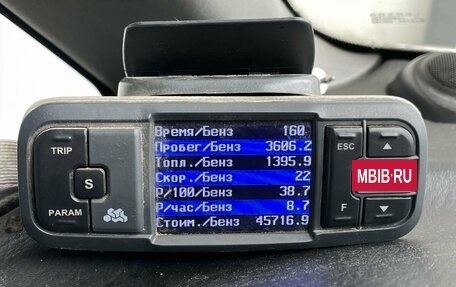 TRIP
S
PARAM
Время/Бенз 160
Пробег/Бенз 3606.2
Топл./Бенз 1395.9
Скор./Бенз 22
Р/100/Бенз 38.7
Р/час/Бенз 8.7
Стоим./Бенз 45716.9
ESC
MBIB·RU
F